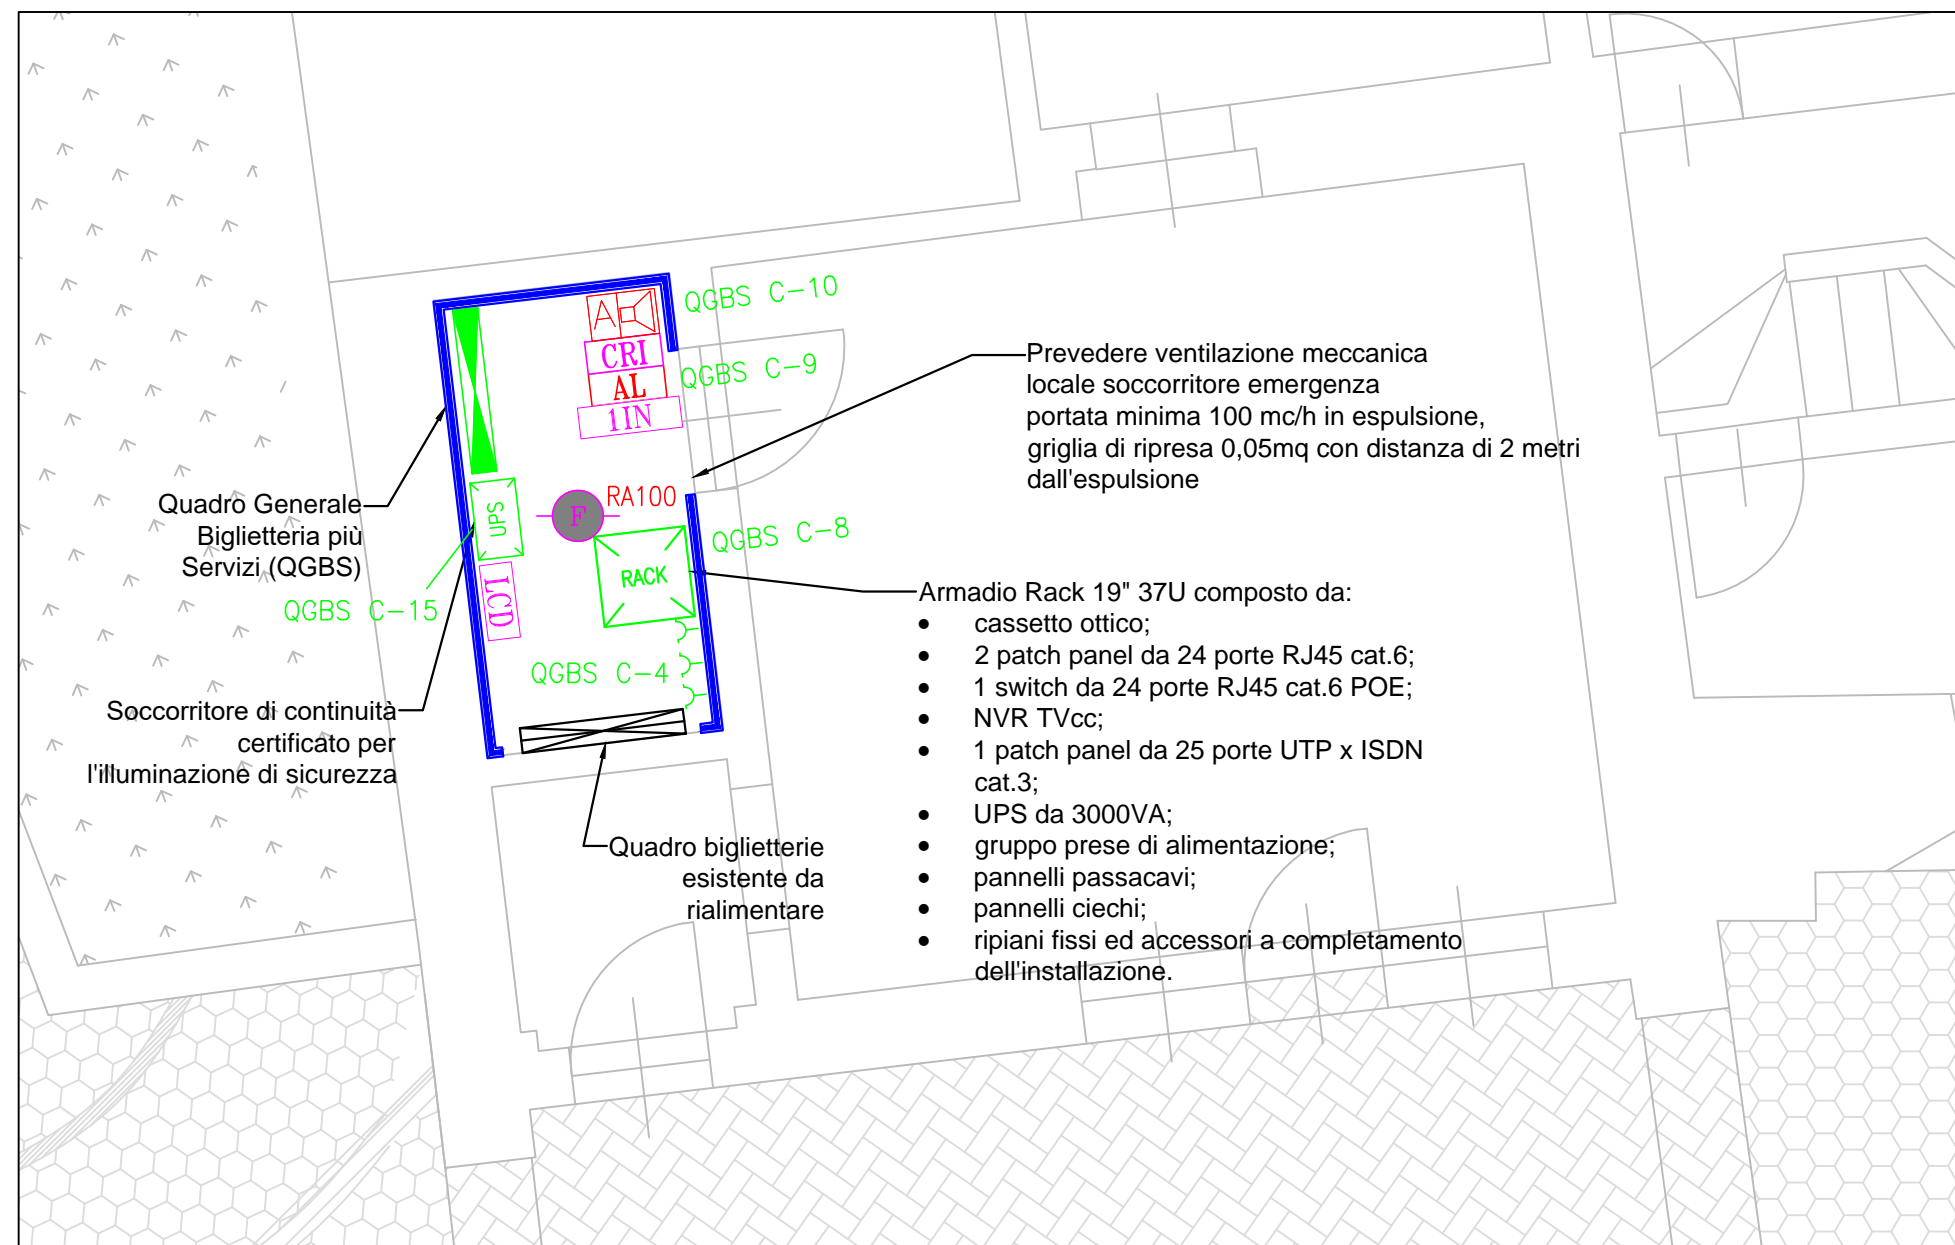 QGBS C-10
A
CRI
QGBS C-9
AL
1IN
Prevedere ventilazione meccanica
locale soccorritore emergenza
portata minima 100 mc/h in espulsione,
griglia di ripresa 0,05mq con distanza di 2 metri
dall'espulsione
Quadro Generale
Biglietteria più
Servizi (QGBS)
UPS
F
RA100
QGBS C-8
RACK
LCD
QGBS C-15
QGBS C-4
Soccorritore di continuità
certificato per
l'illuminazione di sicurezza
Quadro biglietterie
esistente da
rialimentare
Armadio Rack 19" 37U composto da:
• cassetto ottico;
• 2 patch panel da 24 porte RJ45 cat.6;
• 1 switch da 24 porte RJ45 cat.6 POE;
• NVR TVcc;
• 1 patch panel da 25 porte UTP x ISDN
cat.3;
• UPS da 3000VA;
• gruppo prese di alimentazione;
• pannelli passacavi;
• pannelli ciechi;
• ripiani fissi ed accessori a completamento
dell'installazione.